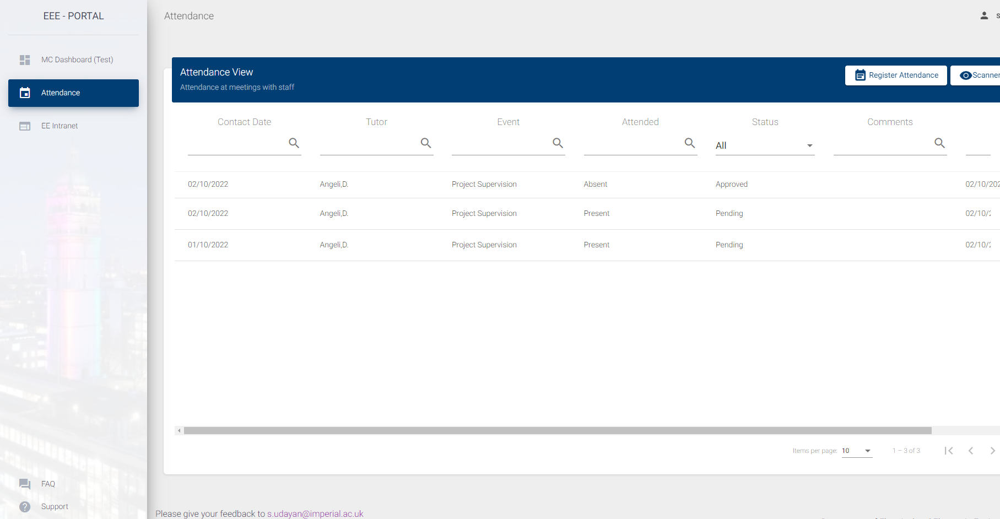 EEE - PORTAL
Attendance
MC Dashboard (Test)
Attendance
EE Intranet
FAQ
Support
Attendance View
Attendance at meetings with staff
Register Attendance
Scanner
Contact Date Tutor Event Attended Status Comments
All
02/10/2022 Angeli,D. Project Supervision Absent Approved 02/10/202
02/10/2022 Angeli,D. Project Supervision Present Pending 02/10/
01/10/2022 Angeli,D. Project Supervision Present Pending 02/10/
Items per page: 10 1 – 3 of 3
Please give your feedback to s.udayan@imperial.ac.uk